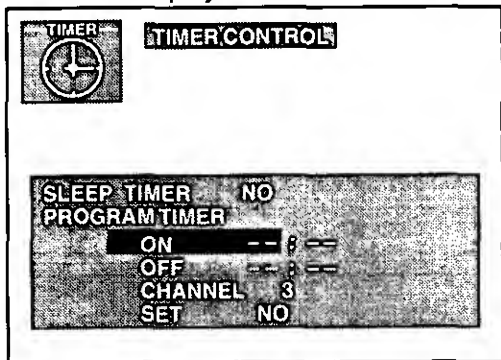 TIMER
TIMER CONTROL
SLEEP TIMER NO
PROGRAM TIMER
ON -- : --
OFF -- : --
CHANNEL 3
SET NO